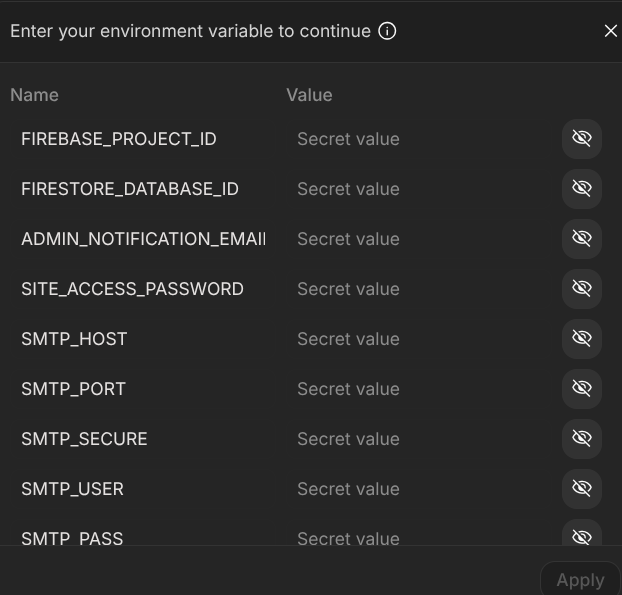 Enter your environment variable to continue
Name Value
FIREBASE_PROJECT_ID Secret value
FIRESTORE_DATABASE_ID Secret value
ADMIN_NOTIFICATION_EMAIL Secret value
SITE_ACCESS_PASSWORD Secret value
SMTP_HOST Secret value
SMTP_PORT Secret value
SMTP_SECURE Secret value
SMTP_USER Secret value
SMTP_PASS Secret value
Apply